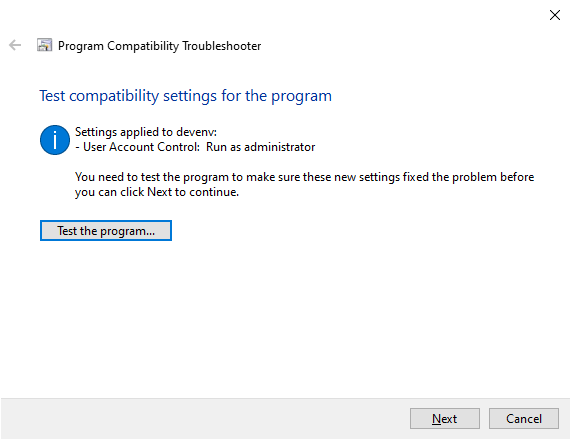 Program Compatibility Troubleshooter
Test compatibility settings for the program
Settings applied to devenv:
- User Account Control:  Run as administrator
You need to test the program to make sure these new settings fixed the problem before
you can click Next to continue.
Test the program...
Next
Cancel